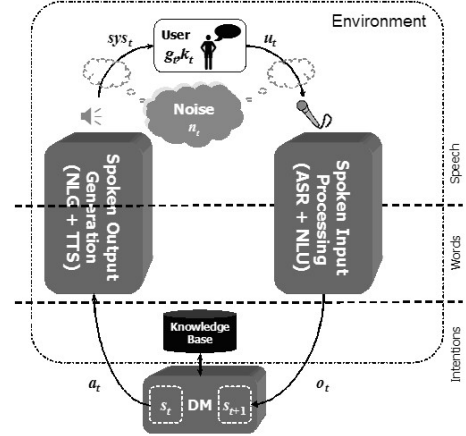 Environment
sys_t
User
g_t, k_t
u_t
Noise
n_t
Spoken Output
Generation
(NLG + TTS)
Spoken Input
Processing
(ASR + NLU)
Speech
Words
Intentions
Knowledge
Base
a_t
o_t
s_t
DM
s_{t+1}